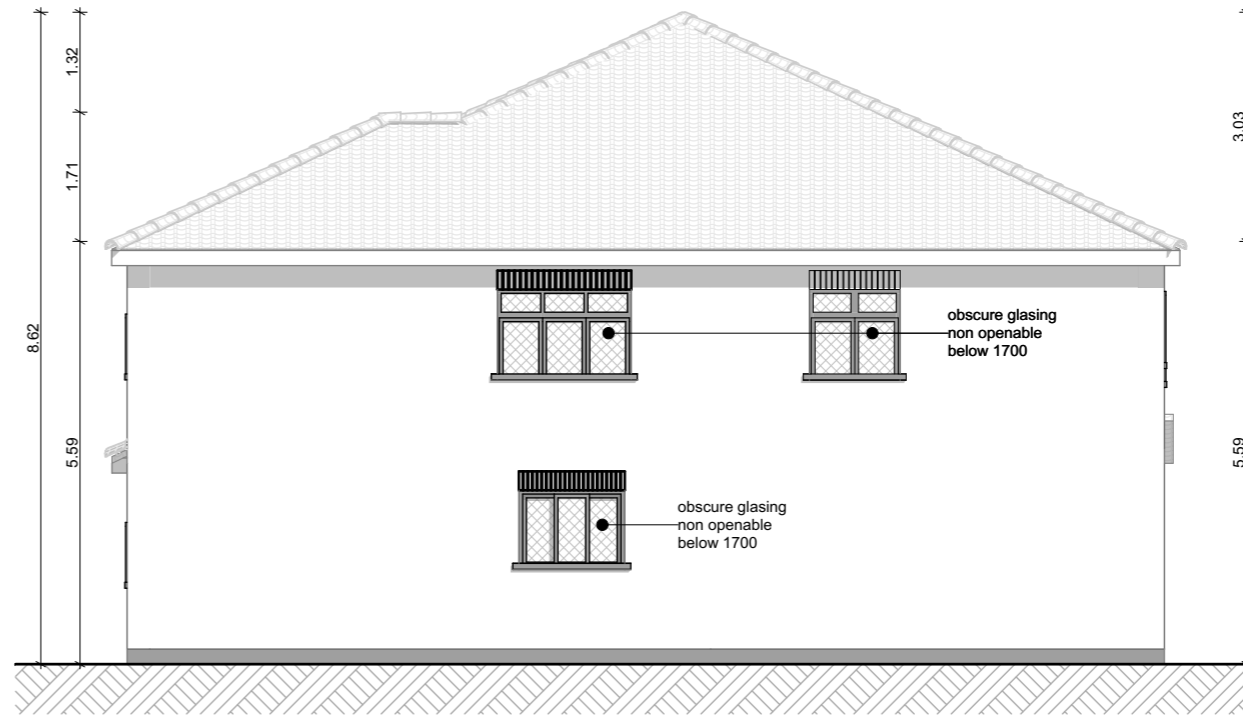 1.32
3.03
1.71
obscure glasing
non openable
below 1700
8.62
5.59
5.59
obscure glasing
non openable
below 1700